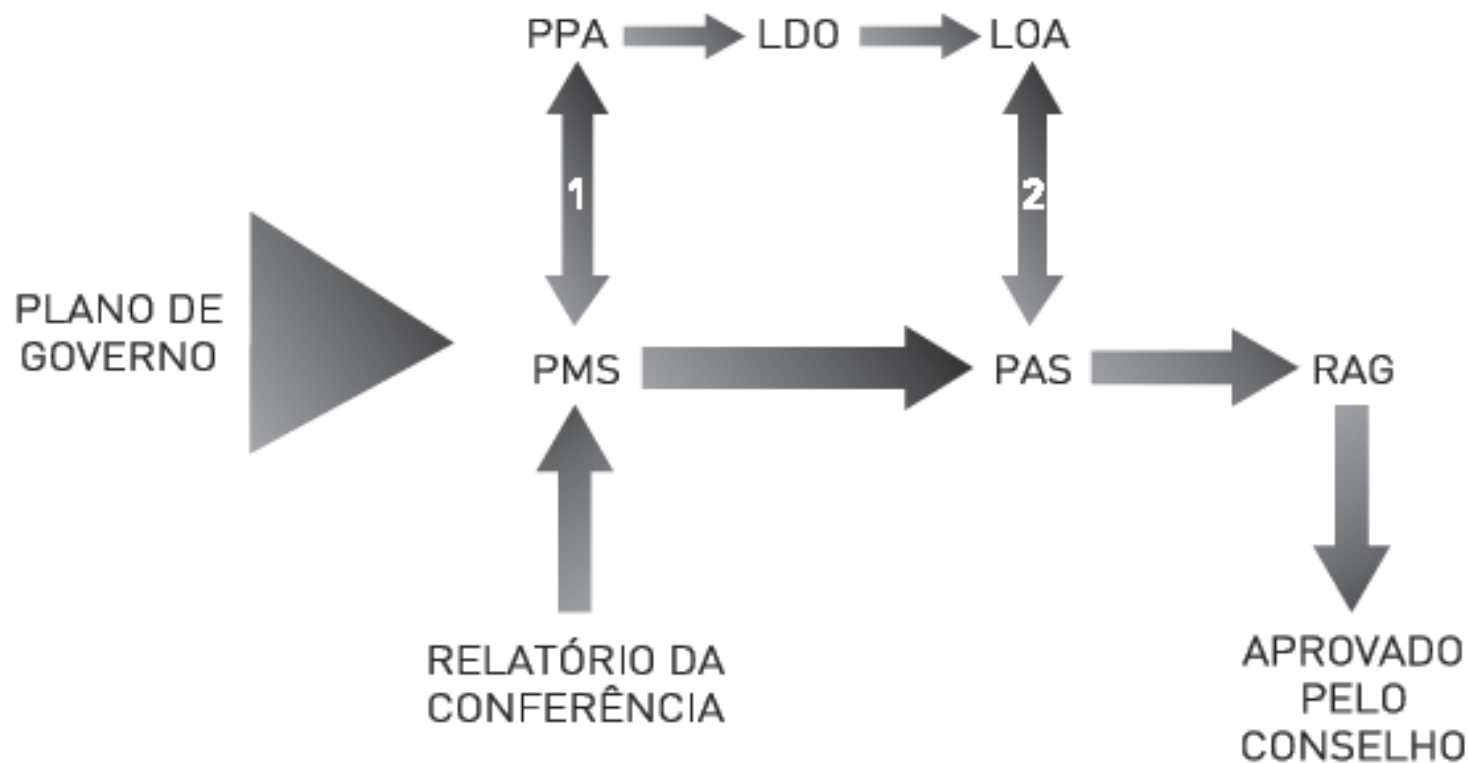 PPA LDO LOA
1 2
PLANO DE
GOVERNO
PMS PAS RAG
RELATÓRIO DA
CONFERÊNCIA
APROVADO
PELO
CONSELHO